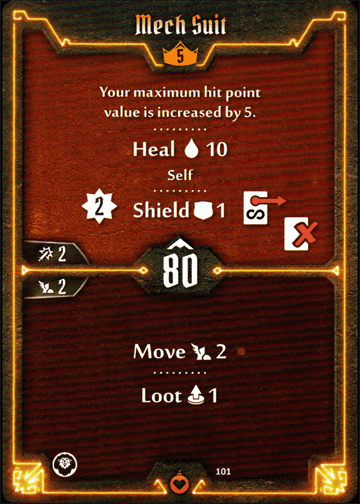 Mech Suit
5
Your maximum hit point
value is increased by 5.
Heal 10
Self
2 Shield 1
2
80
2
Move 2
Loot 1
101